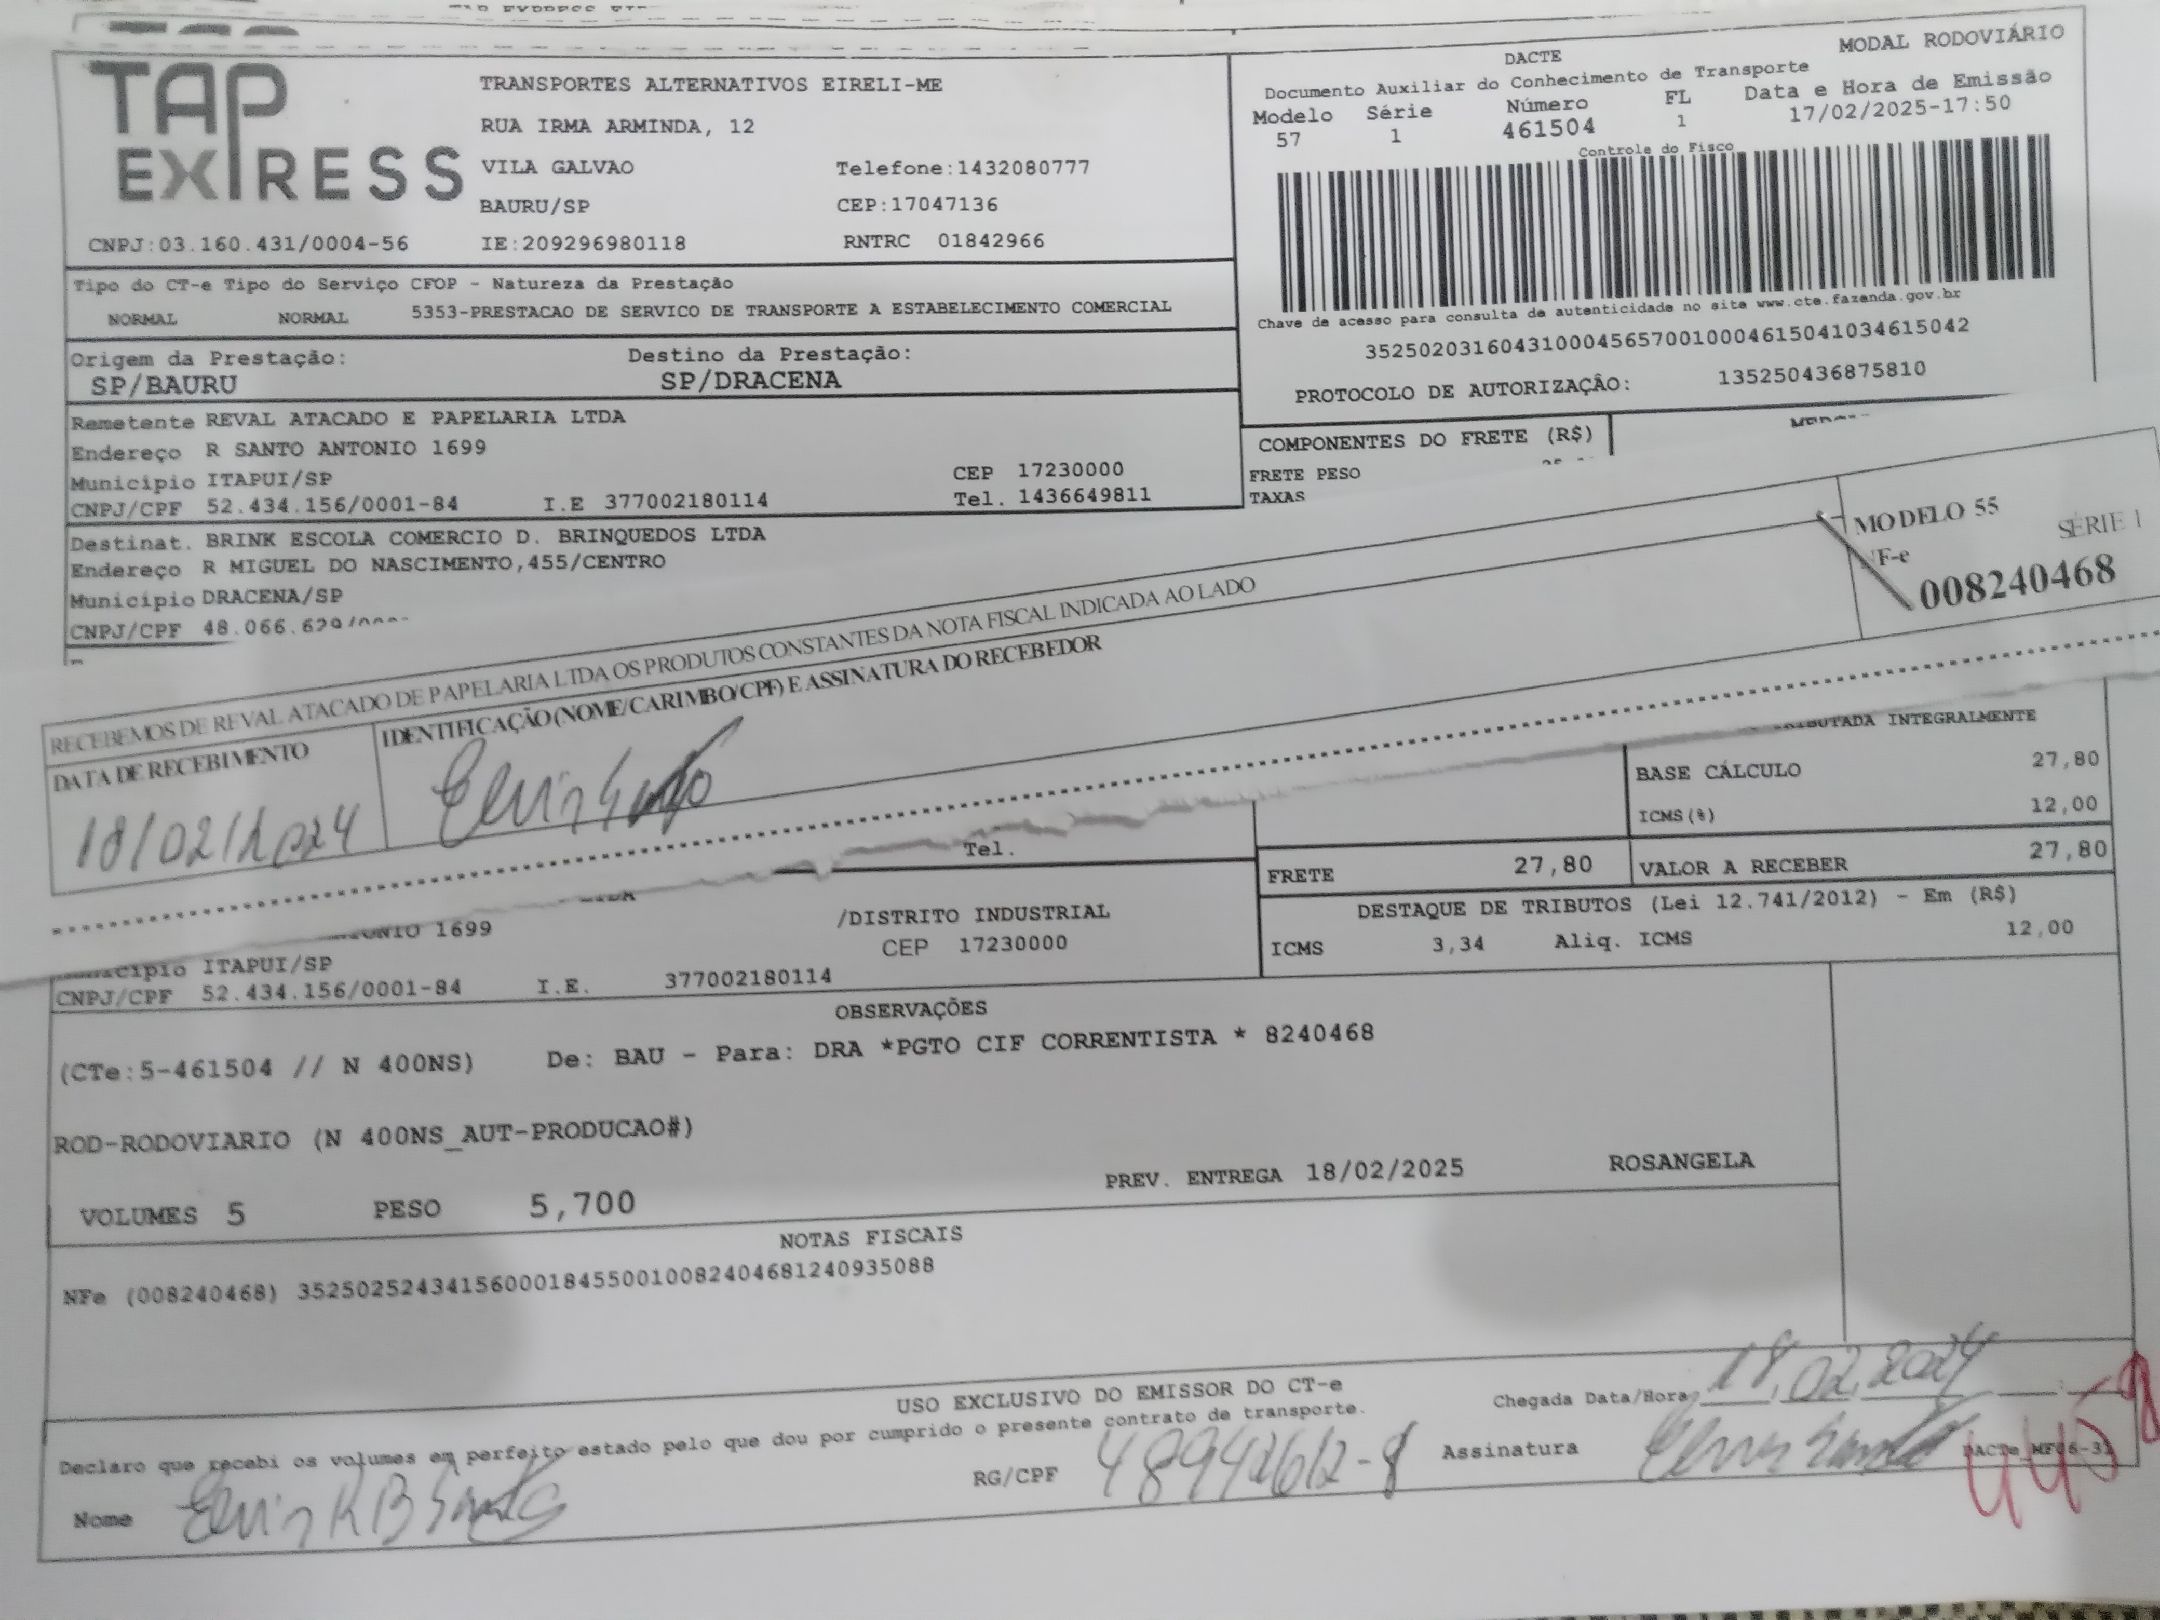 TAP EXPRESS
TRANSPORTES ALTERNATIVOS EIRELI-ME
RUA IRMA ARMINDA, 12
VILA GALVAO Telefone:1432080777
BAURU/SP CEP:17047136
CNPJ:03.160.431/0004-56 IE:209296980118 RNTRC 01842966
DACTE MODAL RODOVIÁRIO
Documento Auxiliar do Conhecimento de Transporte
Modelo Série Número FL Data e Hora de Emissão
57 1 461504 1 17/02/2025-17:50
Controle do Fisco
Chave de acesso para consulta de autenticidade no site www.cte.fazenda.gov.br
35250203160431000456570010004615041034615042
PROTOCOLO DE AUTORIZAÇÃO: 135250436875810
Tipo do CT-e Tipo do Serviço CFOP - Natureza da Prestação
NORMAL NORMAL 5353-PRESTACAO DE SERVICO DE TRANSPORTE A ESTABELECIMENTO COMERCIAL
Origem da Prestação: Destino da Prestação:
SP/BAURU SP/DRACENA
Remetente REVAL ATACADO E PAPELARIA LTDA
Endereço R SANTO ANTONIO 1699
Município ITAPUI/SP CEP 17230000
CNPJ/CPF 52.434.156/0001-84 I.E 377002180114 Tel. 1436649811
COMPONENTES DO FRETE (R$)
FRETE PESO
TAXAS
Destinat. BRINK ESCOLA COMERCIO D. BRINQUEDOS LTDA
Endereço R MIGUEL DO NASCIMENTO,455/CENTRO
Município DRACENA/SP
CNPJ/CPF 48.066.629/
RECEBEMOS DE REVAL ATACADO DE PAPELARIA LTDA OS PRODUTOS CONSTANTES DA NOTA FISCAL INDICADA AO LADO
MODELO 55 SÉRIE 1
NF-e 008240468
DATA DE RECEBIMENTO IDENTIFICAÇÃO (NOME/CARIMBO/CPF) E ASSINATURA DO RECEBEDOR
18/02/2024
TRIBUTADA INTEGRALMENTE
BASE CÁLCULO 27,80
ICMS(%) 12,00
Tel.
FRETE 27,80 VALOR A RECEBER 27,80
DESTAQUE DE TRIBUTOS (Lei 12.741/2012) - Em (R$)
ICMS 3,34 Aliq. ICMS 12,00
1699 /DISTRITO INDUSTRIAL
Município ITAPUI/SP CEP 17230000
CNPJ/CPF 52.434.156/0001-84 I.E. 377002180114
OBSERVAÇÕES
(CTe:5-461504 // N 400NS) De: BAU - Para: DRA *PGTO CIF CORRENTISTA * 8240468
ROD-RODOVIARIO (N 400NS_AUT-PRODUCAO#)
VOLUMES 5 PESO 5,700 PREV. ENTREGA 18/02/2025 ROSANGELA
NOTAS FISCAIS
NFe (008240468) 35250252434156000184550010082404681240935088
USO EXCLUSIVO DO EMISSOR DO CT-e
Declaro que recebi os volumes em perfeito estado pelo que dou por cumprido o presente contrato de transporte.
Chegada Data/Hora 18,02,2024
Nome RG/CPF Assinatura